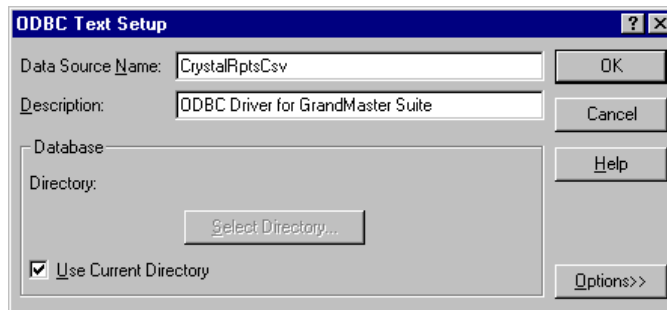 ODBC Text Setup
Data Source Name: CrystalRptsCsv OK
Description: ODBC Driver for GrandMaster Suite Cancel
Database
Help
Directory:
Select Directory...
Use Current Directory
Options>>